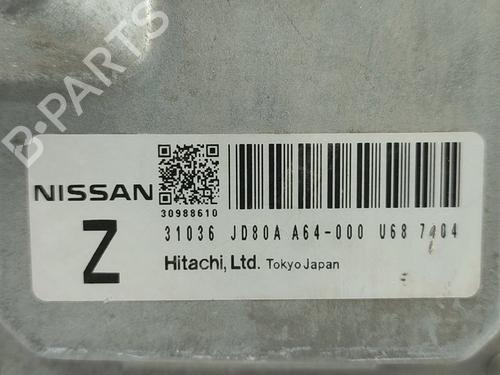 B-PARTS
NISSAN
30988610
31036 JD80A A64-000 U68 7404
Z
Hitachi, Ltd. Tokyo Japan